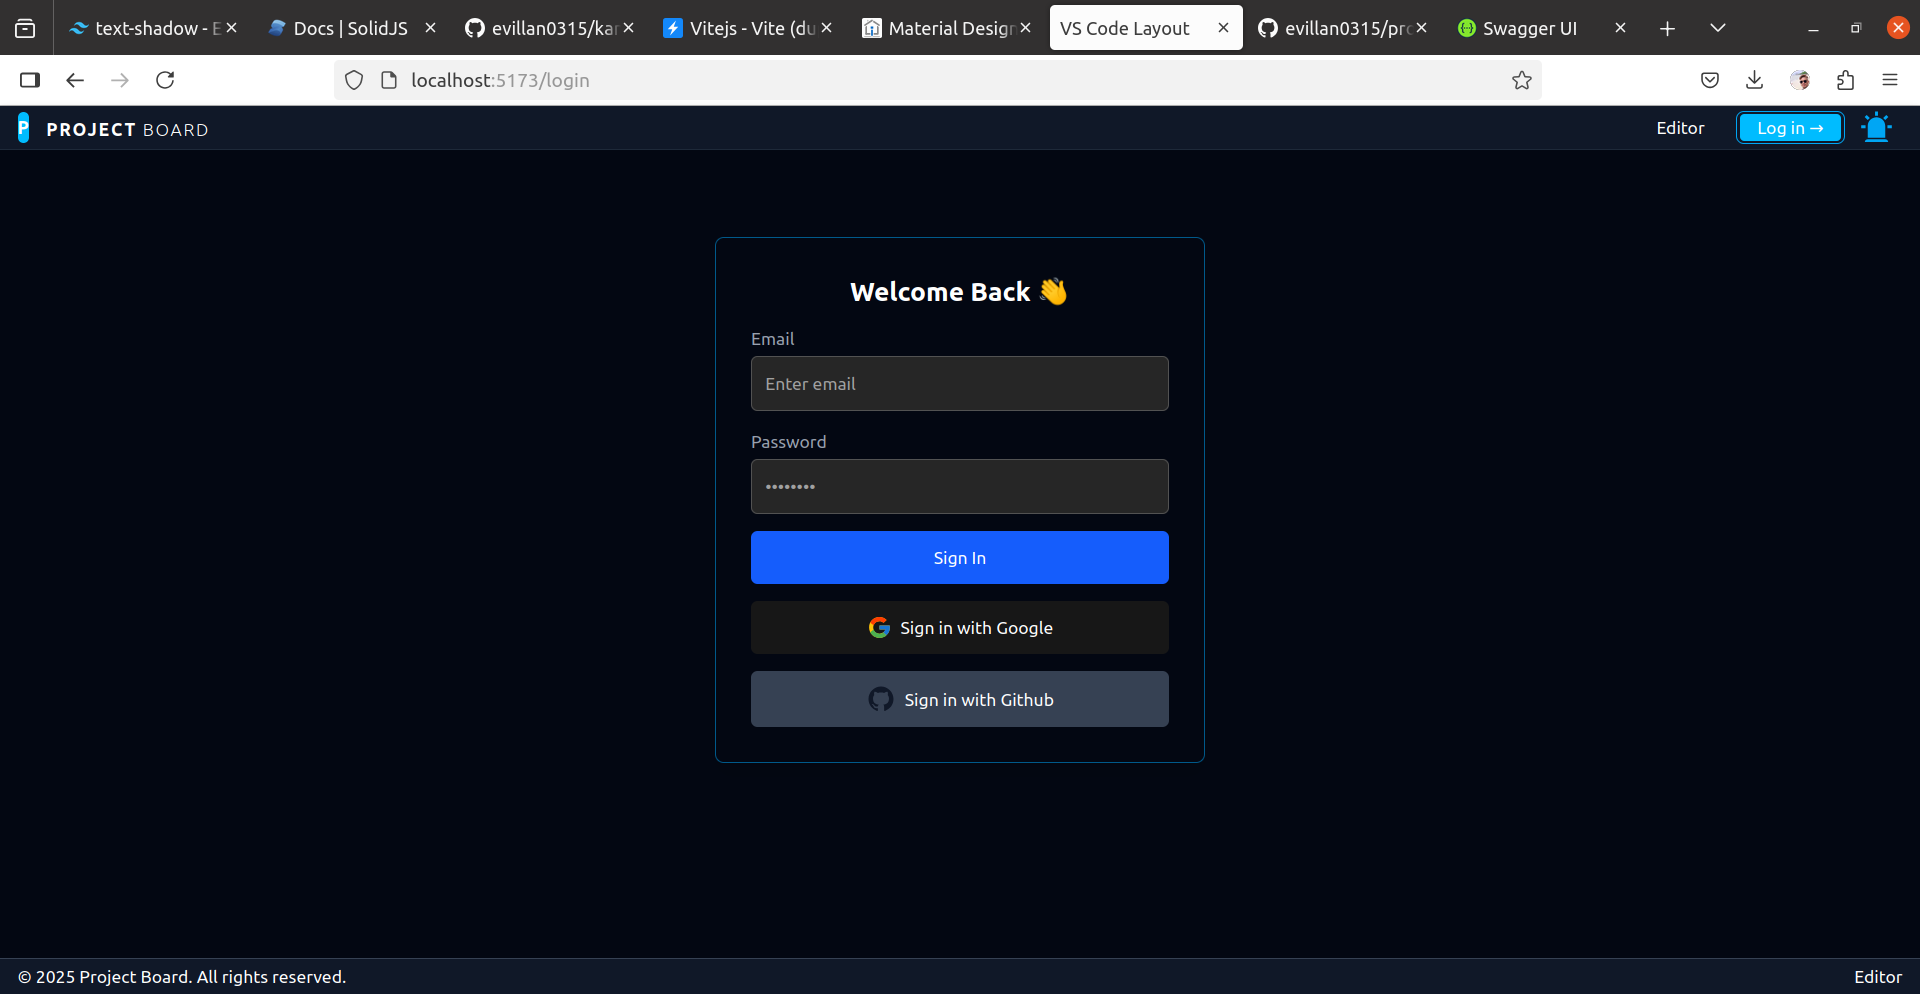 text-shadow - E
Docs | SolidJS
evillan0315/kar
Vitejs - Vite (du
Material Design
VS Code Layout
evillan0315/pro
Swagger UI
localhost:5173/login
P
PROJECT BOARD
Editor
Log in →
Welcome Back 👋
Email
Enter email
Password
••••••••
Sign In
Sign in with Google
Sign in with Github
© 2025 Project Board. All rights reserved.
Editor